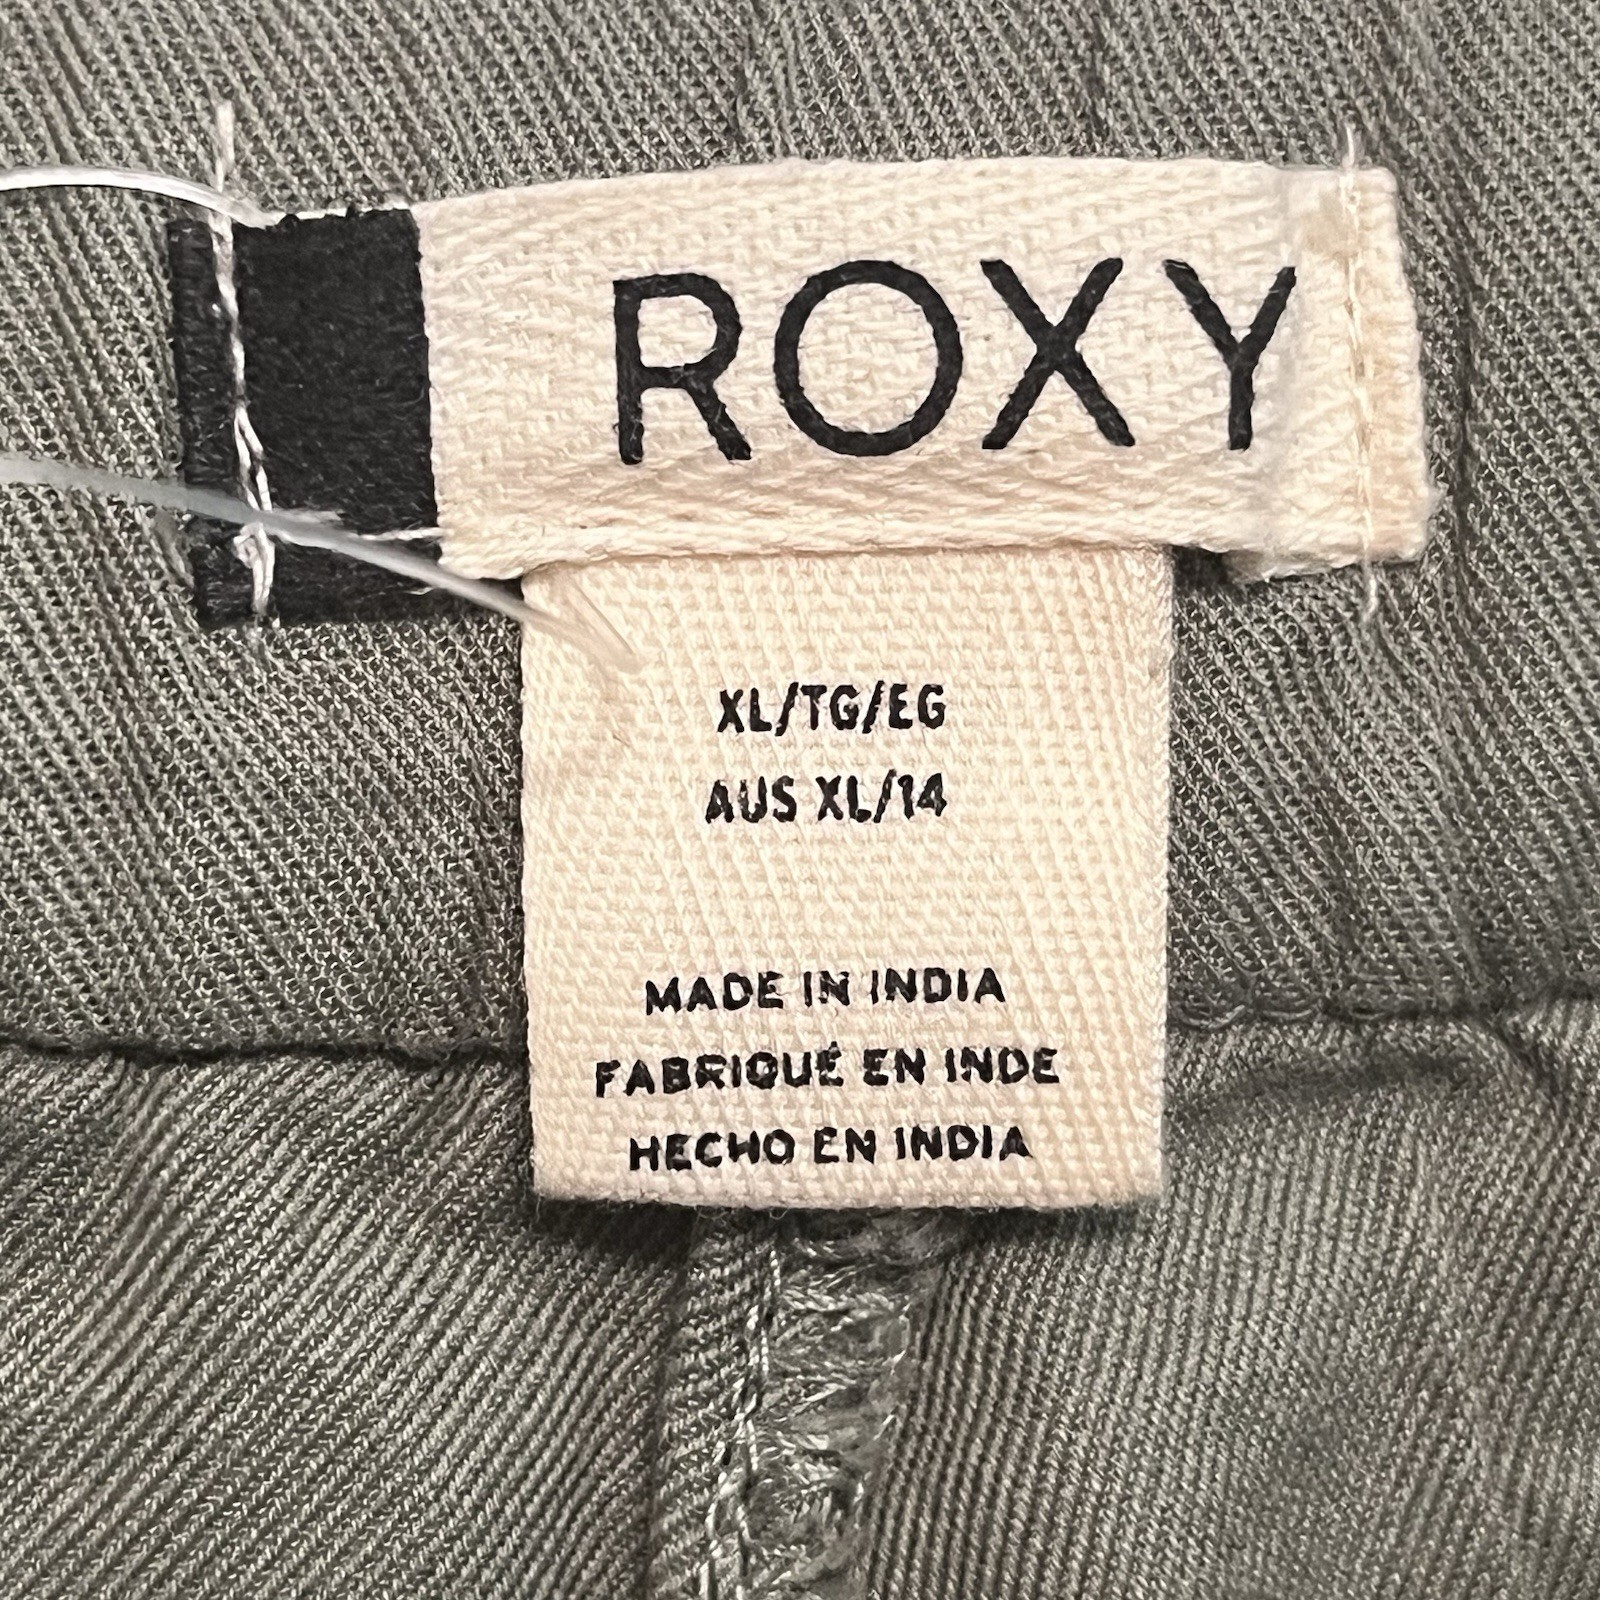 ROXY
XL/TG/EG
AUS XL/14
MADE IN INDIA
FABRIQUÉ EN INDE
HECHO EN INDIA